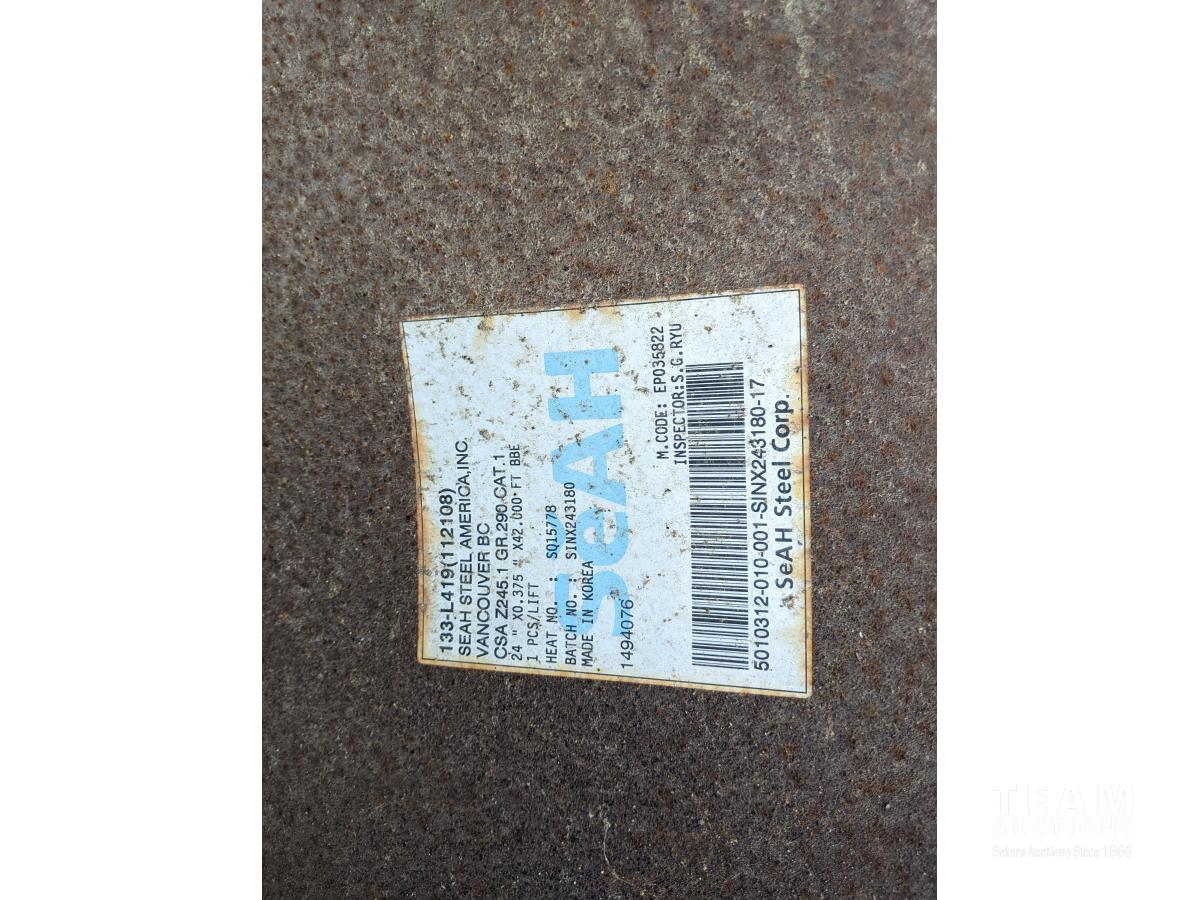 133-L419(112108)
SEAH STEEL AMERICA,INC.
VANCOUVER BC
CSA Z245.1 GR.290 CAT.1
24 " X0.375 " X42.000' FT BBE
1 PCS/LIFT
HEAT NO. : SQ15778
BATCH NO. : SINX243180
MADE IN KOREA
SeAH
1494076
M.CODE: EP035822
INSPECTOR:S.G.RYU
5010312-010-001-SINX243180-17
SeAH Steel Corp.
TEAM
AUCTIONS
Sekura Auctions Since 1966